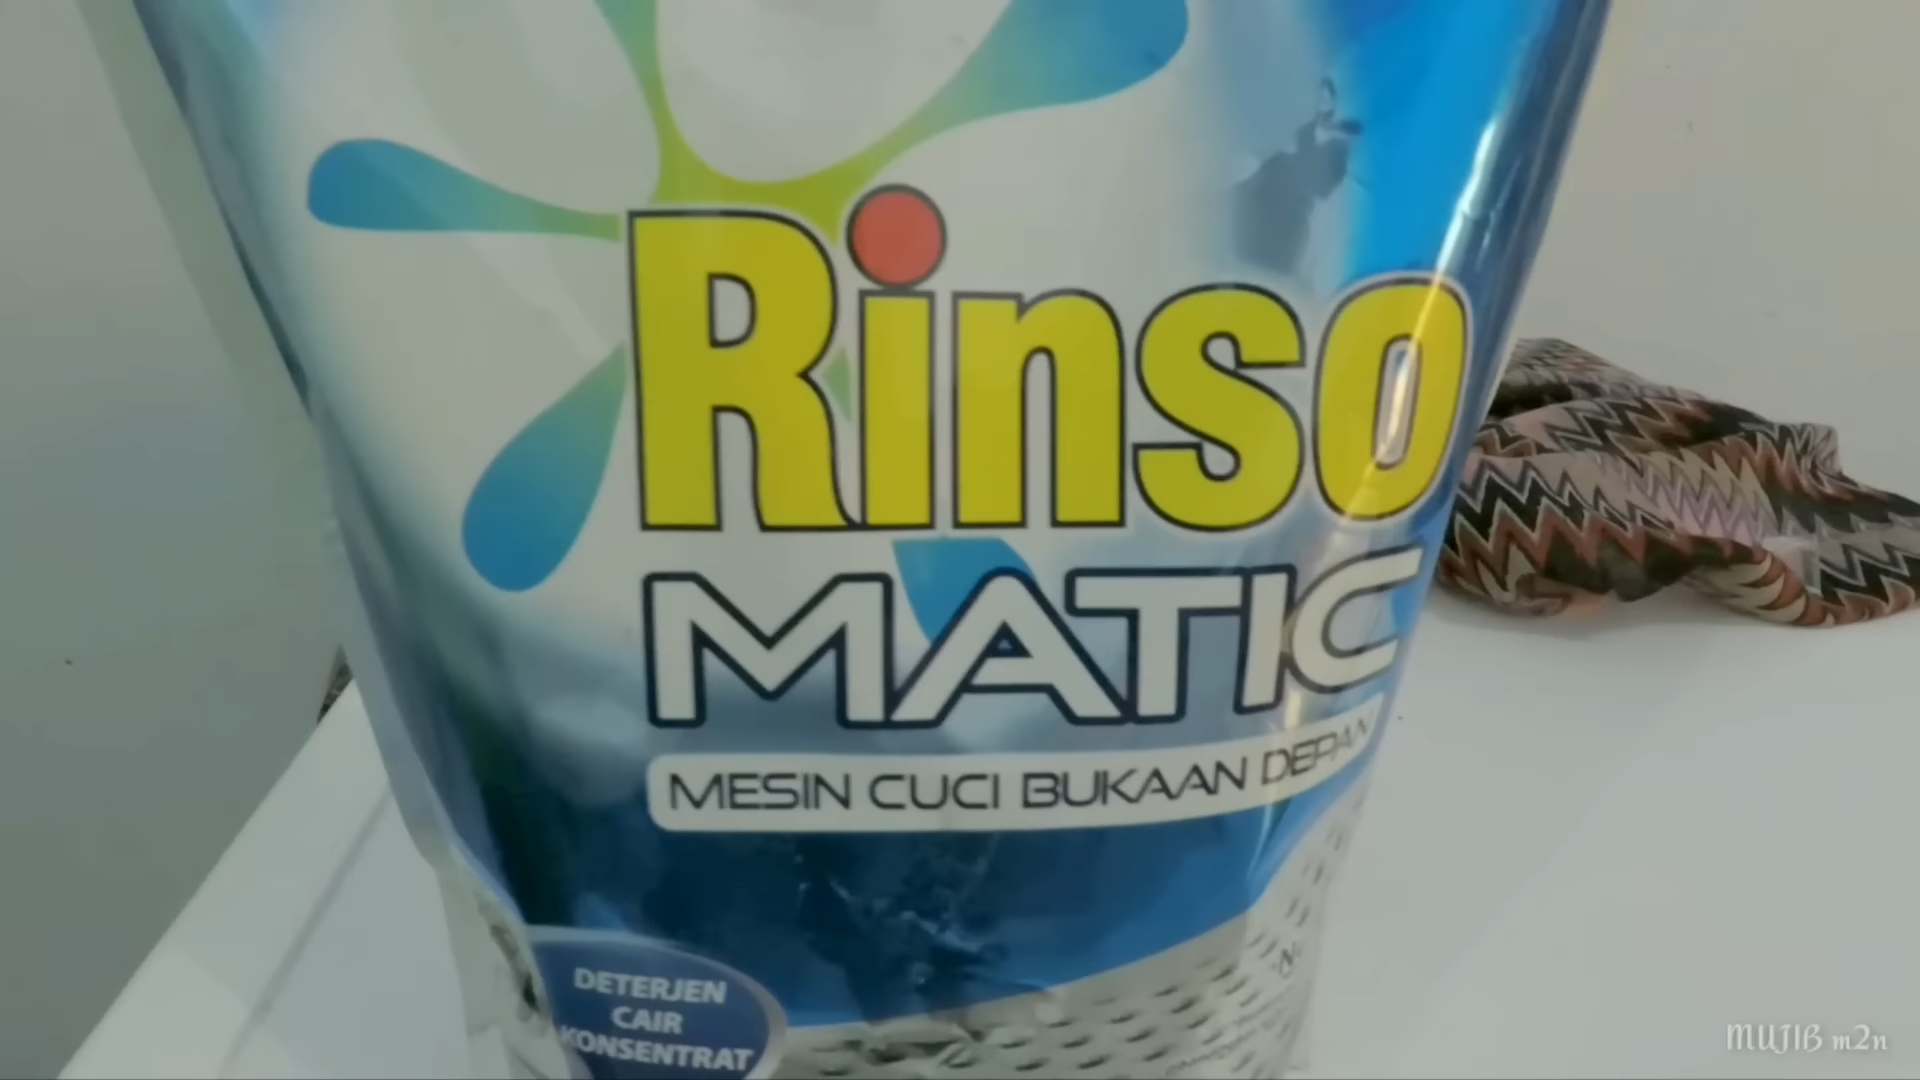 Rinso
MATIC
MESIN CUCI BUKAAN DEPAN
DETERJEN
CAIR
KONSENTRAT
MUJIB m2n